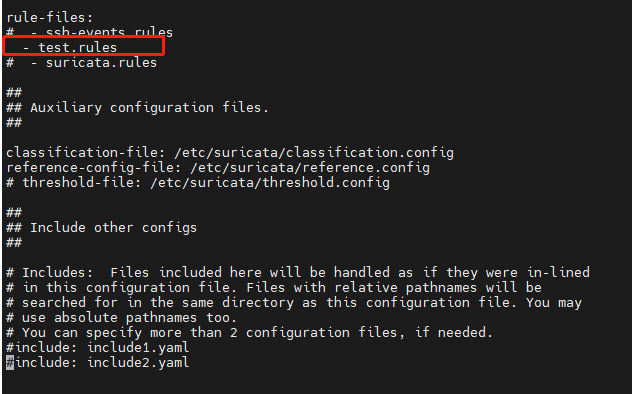 rule-files:
#  - ssh-events.rules
  - test.rules
#  - suricata.rules
##
## Auxiliary configuration files.
##
classification-file: /etc/suricata/classification.config
reference-config-file: /etc/suricata/reference.config
# threshold-file: /etc/suricata/threshold.config
##
## Include other configs
##
# Includes:  Files included here will be handled as if they were in-lined
# in this configuration file. Files with relative pathnames will be
# searched for in the same directory as this configuration file. You may
# use absolute pathnames too.
# You can specify more than 2 configuration files, if needed.
#include: include1.yaml
#include: include2.yaml